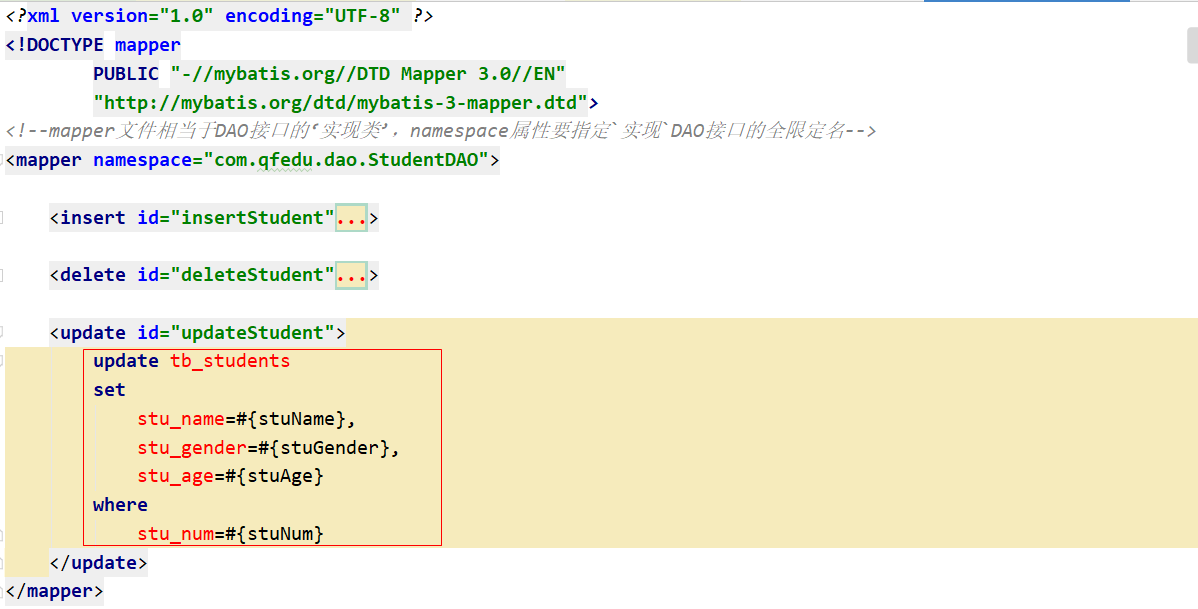 <?xml version="1.0" encoding="UTF-8" ?>
<!DOCTYPE mapper
PUBLIC "-//mybatis.org//DTD Mapper 3.0//EN"
"http://mybatis.org/dtd/mybatis-3-mapper.dtd">
<!--mapper文件相当于DAO接口的‘实现类’，namespace属性要指定`实现`DAO接口的全限定名-->
<mapper namespace="com.qfedu.dao.StudentDAO">
<insert id="insertStudent"...>
<delete id="deleteStudent"...>
<update id="updateStudent">
update tb_students
set
stu_name=#{stuName},
stu_gender=#{stuGender},
stu_age=#{stuAge}
where
stu_num=#{stuNum}
</update>
</mapper>